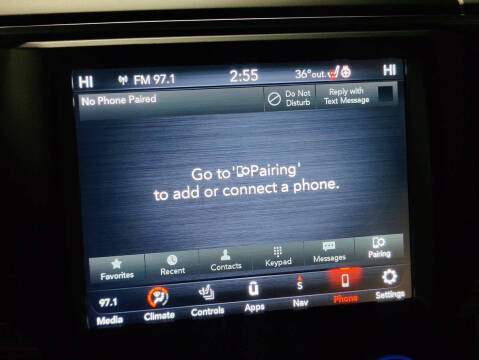 HI FM 97.1 2:55 36°out. HI
No Phone Paired
Do Not
Disturb
Reply with
Text Message
Go to 'Pairing'
to add or connect a phone.
Favorites Recent Contacts Keypad Messages Pairing
97.1 S
Media Climate Controls Apps Nav Phone Settings